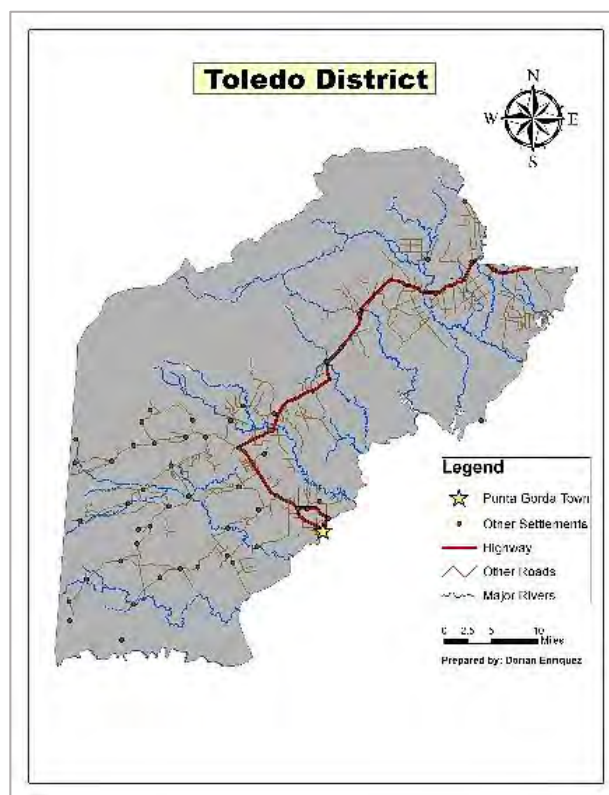 Toledo District
N
W E
S
Legend
Punta Gorda Town
Other Settlements
Highway
Other Roads
Major Rivers
0 2.5 5 10
Miles
Prepared by: Dorian Enriquez